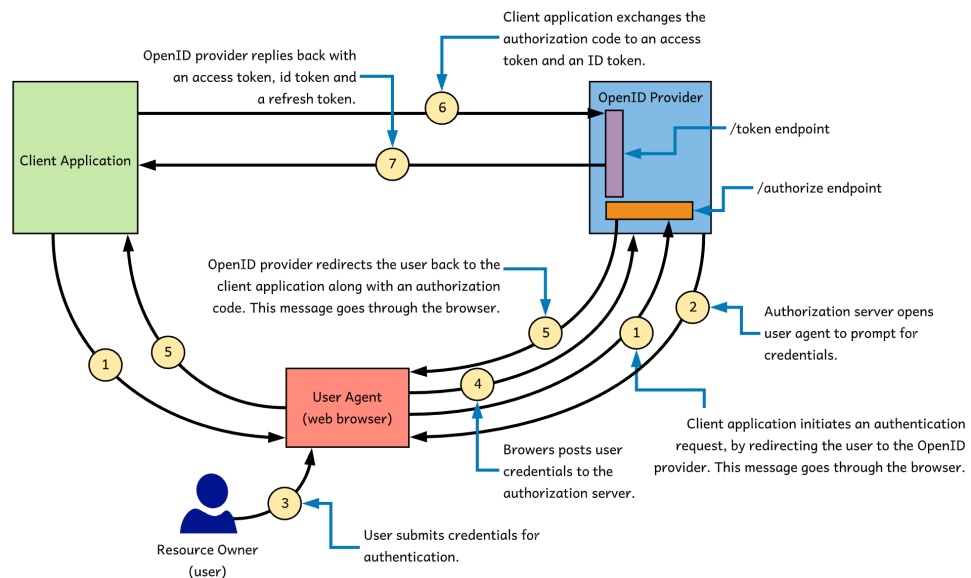 Client application exchanges the
authorization code to an access
token and an ID token.
OpenID provider replies back with
an access token, id token and
a refresh token.
6
OpenID Provider
/token endpoint
Client Application
7
/authorize endpoint
OpenID provider redirects the user back to the
client application along with an authorization
code. This message goes through the browser.
2
Authorization server opens
user agent to prompt for
credentials.
5
1
1
5
4
User Agent
(web browser)
Client application initiates an authentication
request, by redirecting the user to the OpenID
provider. This message goes through the browser.
Browers posts user
credentials to the
authorization server.
3
User submits credentials for
authentication.
Resource Owner
(user)